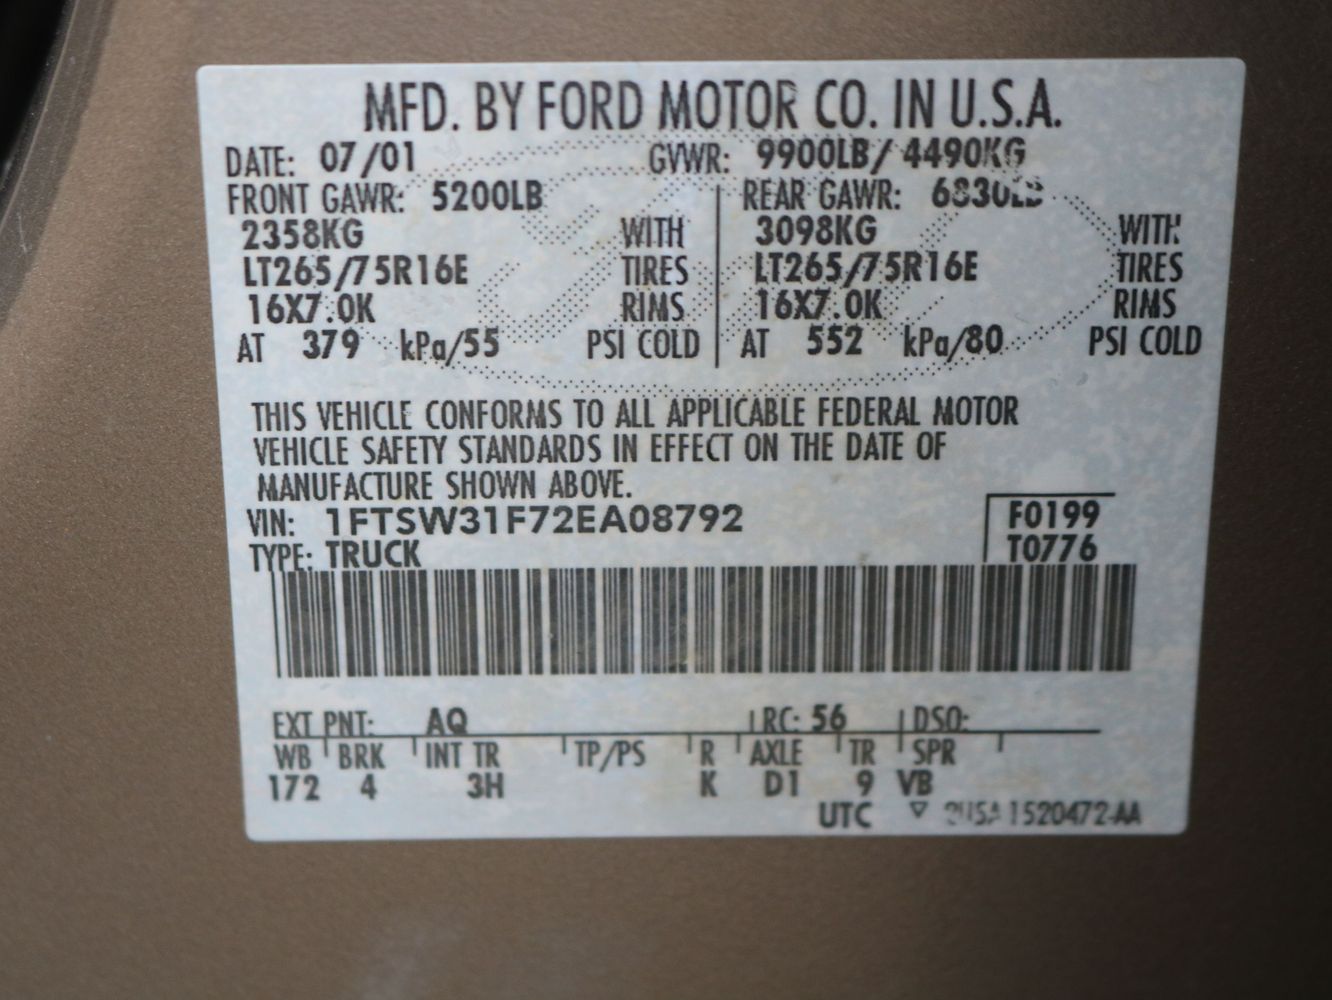 MFD. BY FORD MOTOR CO. IN U.S.A.
DATE: 07/01 GVWR: 9900LB/ 4490KG
FRONT GAWR: 5200LB REAR GAWR: 6830LB
2358KG WITH 3098KG WITH
LT265/75R16E TIRES LT265/75R16E TIRES
16X7.0K RIMS 16X7.0K RIMS
AT 379 kPa/55 PSI COLD AT 552 kPa/80 PSI COLD
THIS VEHICLE CONFORMS TO ALL APPLICABLE FEDERAL MOTOR
VEHICLE SAFETY STANDARDS IN EFFECT ON THE DATE OF
MANUFACTURE SHOWN ABOVE.
VIN: 1FTSW31F72EA08792 F0199
TYPE: TRUCK T0776
EXT PNT: AQ RC: 56 DSO:
WB BRK INT TR TP/PS R AXLE TR SPR
172 4 3H K D1 9 VB
UTC 1520472-AA